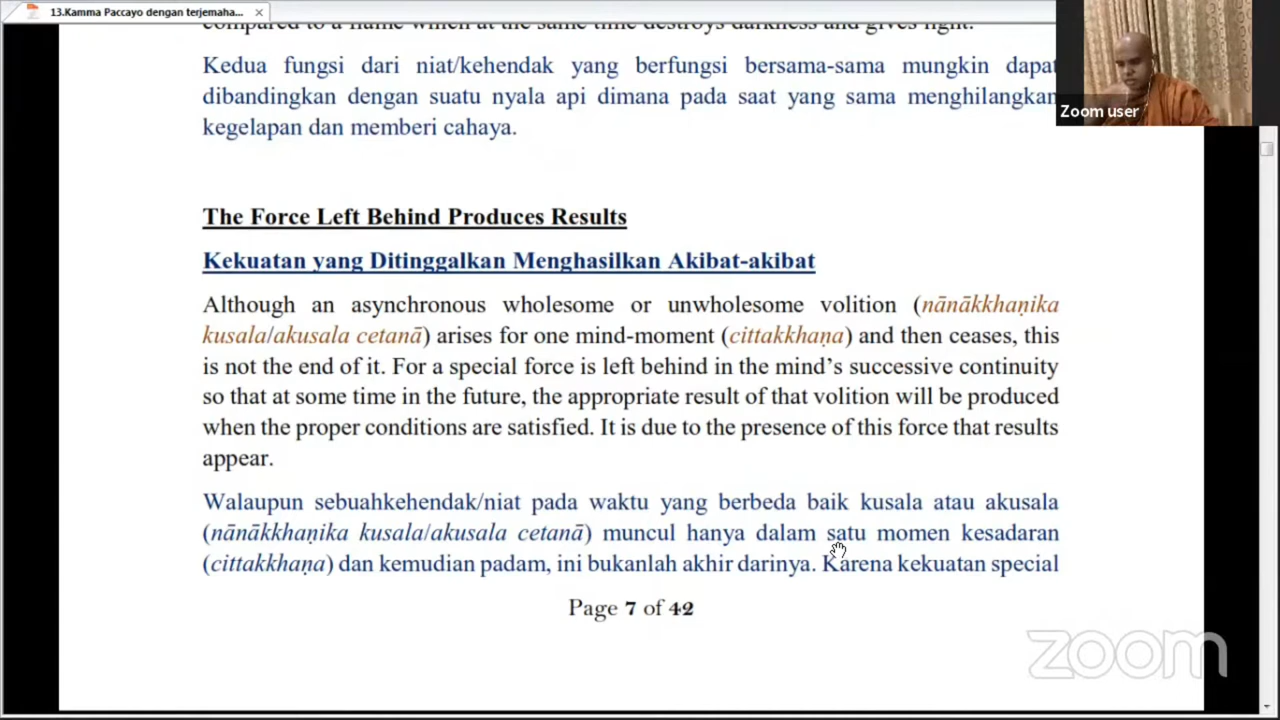 13.Kamma Paccayo dengan terjemaha... ×
compared to a flame which at the same time destroys darkness and gives light.
Kedua fungsi dari niat/kehendak yang berfungsi bersama-sama mungkin dapat
dibandingkan dengan suatu nyala api dimana pada saat yang sama menghilangkan
kegelapan dan memberi cahaya.
Zoom user
The Force Left Behind Produces Results
Kekuatan yang Ditinggalkan Menghasilkan Akibat-akibat
Although an asynchronous wholesome or unwholesome volition (nānākkhaṇika
kusala/akusala cetanā) arises for one mind-moment (cittakkhaṇa) and then ceases, this
is not the end of it. For a special force is left behind in the mind’s successive continuity
so that at some time in the future, the appropriate result of that volition will be produced
when the proper conditions are satisfied. It is due to the presence of this force that results
appear.
Walaupun sebuahkehendak/niat pada waktu yang berbeda baik kusala atau akusala
(nānākkhaṇika kusala/akusala cetanā) muncul hanya dalam satu momen kesadaran
(cittakkhaṇa) dan kemudian padam, ini bukanlah akhir darinya. Karena kekuatan special
Page 7 of 42
zoom